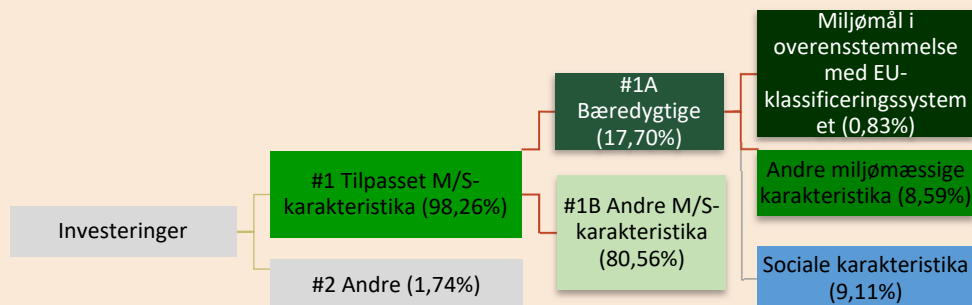 Investeringer
#1 Tilpasset M/S-
karakteristika (98,26%)
#2 Andre (1,74%)
#1A
Bæredygtige
(17,70%)
#1B Andre M/S-
karakteristika
(80,56%)
Miljømål i
overensstemmelse
med EU-
klassificeringssystem
et (0,83%)
Andre miljømæssige
karakteristika (8,59%)
Sociale karakteristika
(9,11%)